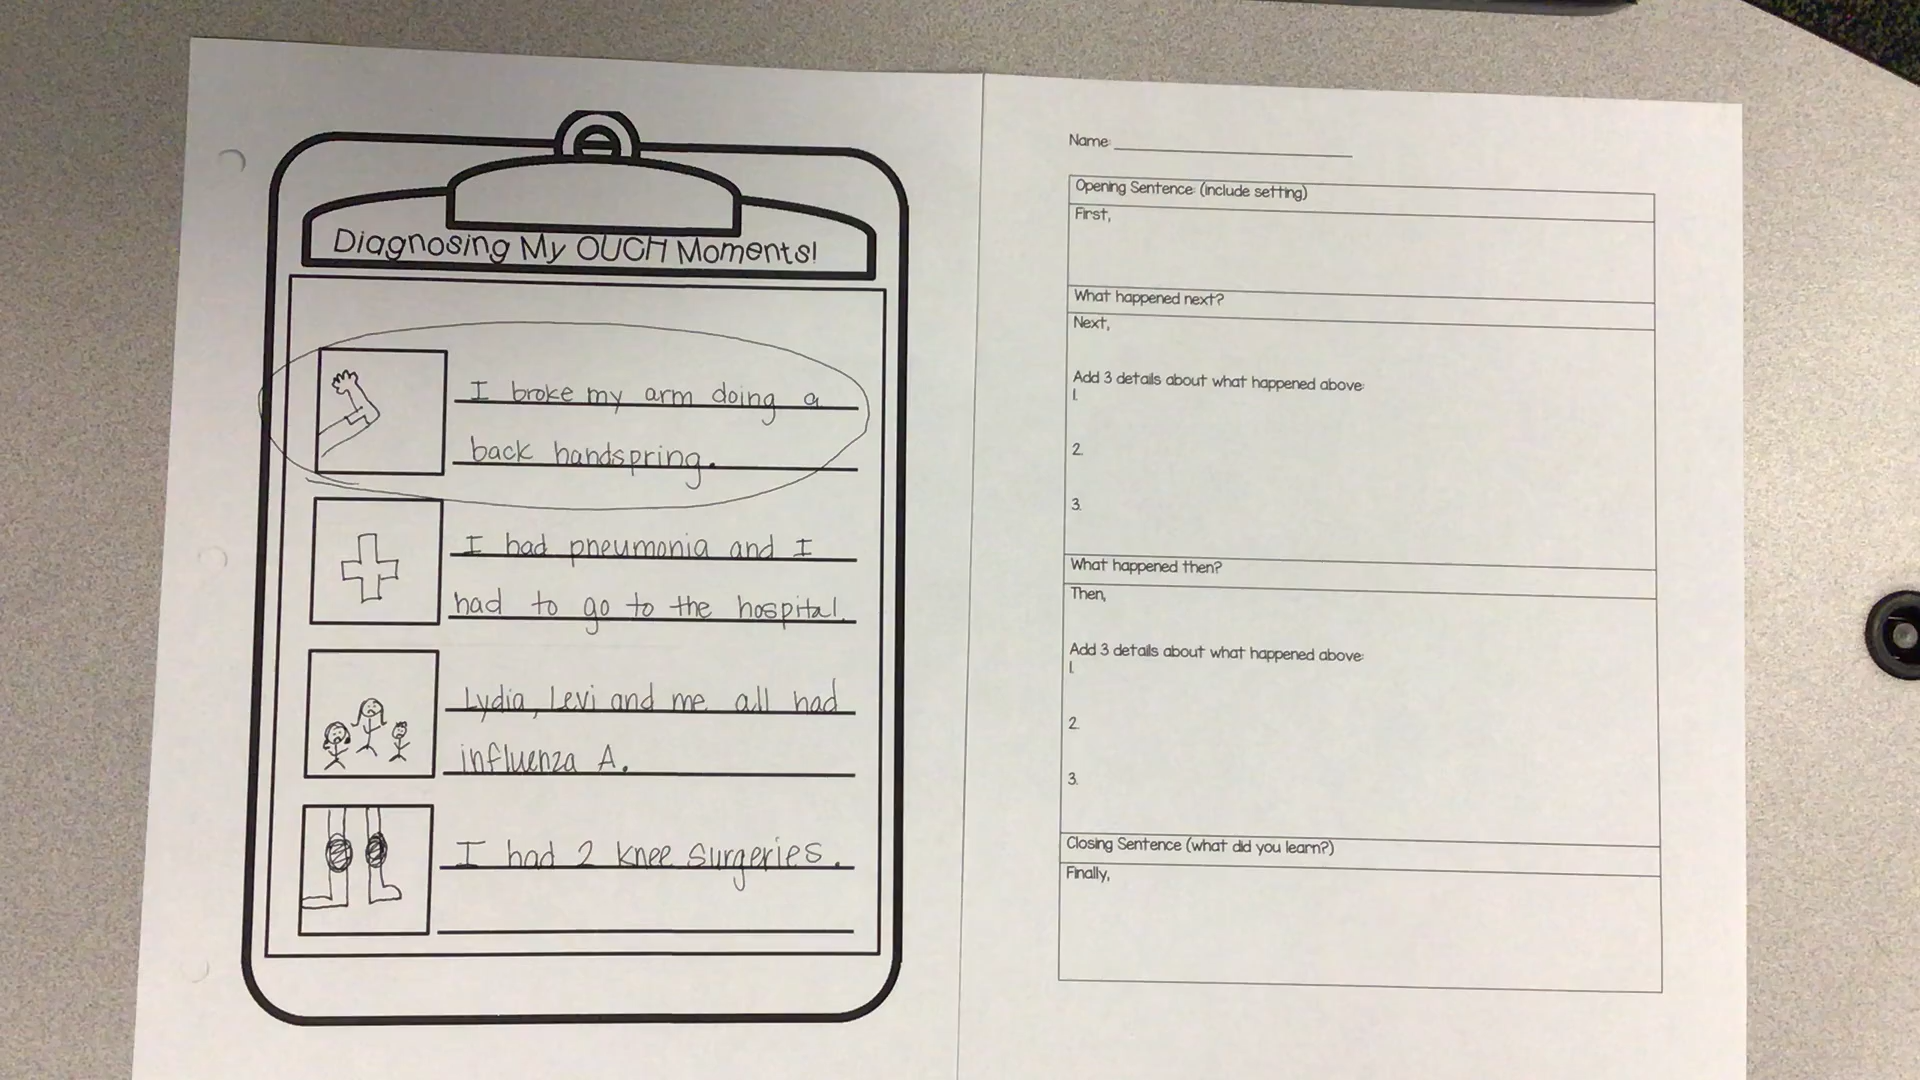 Diagnosing My OUCH Moments!
I broke my arm doing a
back handspring.
I had pneumonia and I
had to go to the hospital.
Lydia, Levi and me all had
influenza A.
I had 2 knee surgeries.
Name:
Opening Sentence: (include setting)
First,
What happened next?
Next,
Add 3 details about what happened above:
1.
2.
3.
What happened then?
Then,
Add 3 details about what happened above:
1.
2.
3.
Closing Sentence (what did you learn?)
Finally,